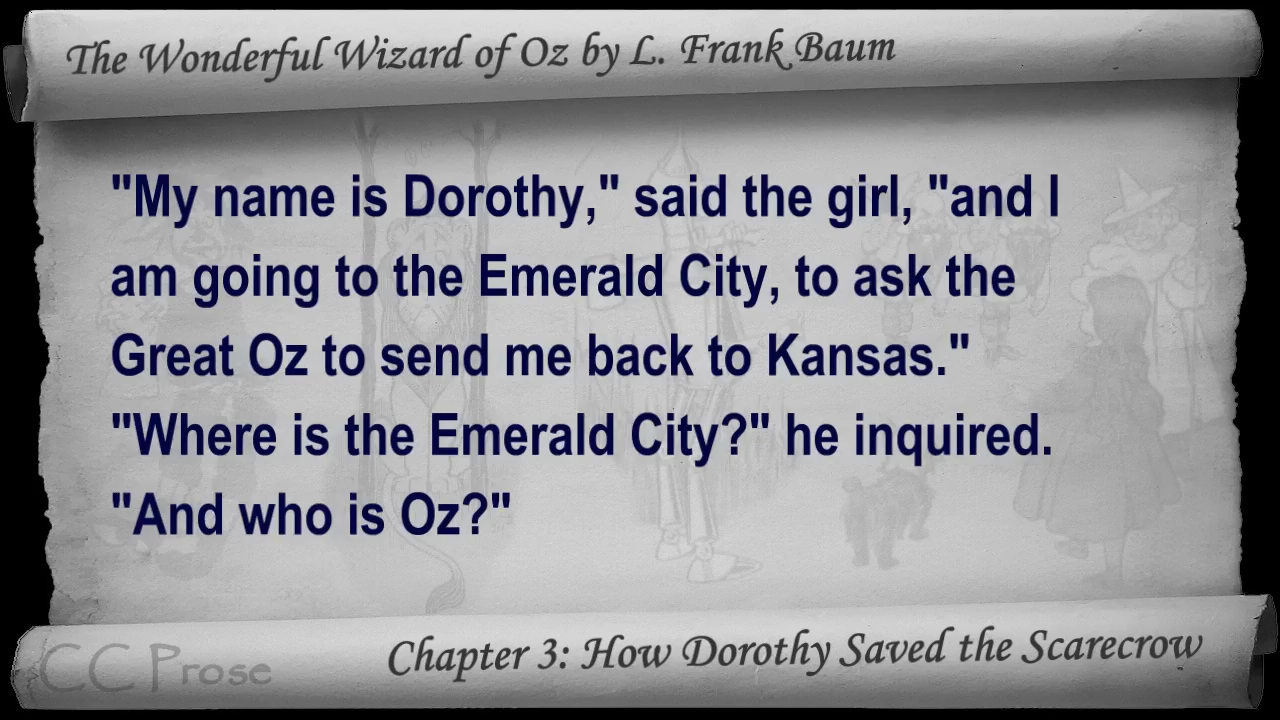 The Wonderful Wizard of Oz by L. Frank Baum
"My name is Dorothy," said the girl, "and I
am going to the Emerald City, to ask the
Great Oz to send me back to Kansas."
"Where is the Emerald City?" he inquired.
"And who is Oz?"
CC Prose
Chapter 3: How Dorothy Saved the Scarecrow